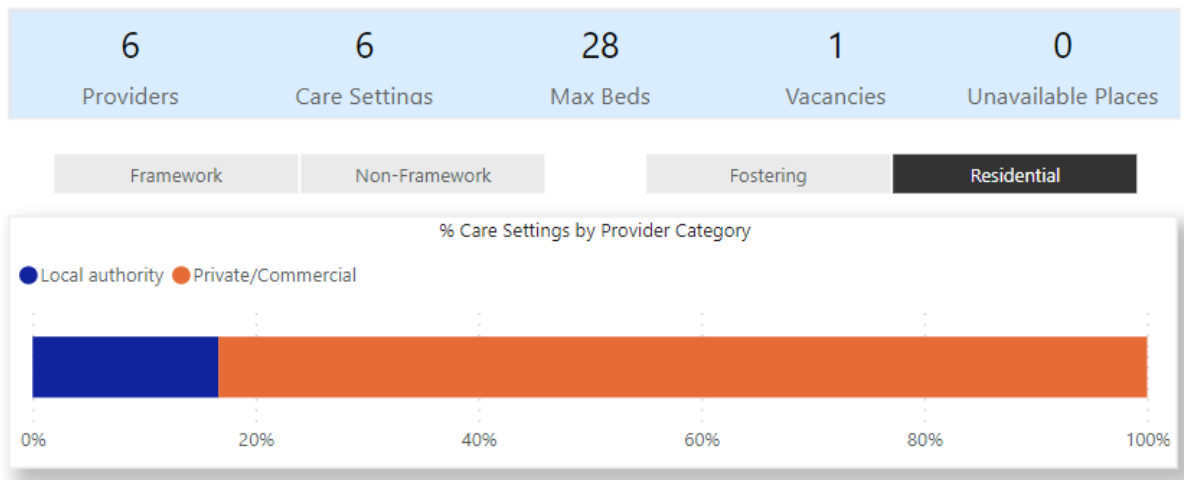 6 6 28 1 0
Providers Care Settings Max Beds Vacancies Unavailable Places
Framework Non-Framework Fostering Residential
% Care Settings by Provider Category
Local authority Private/Commercial
0% 20% 40% 60% 80% 100%